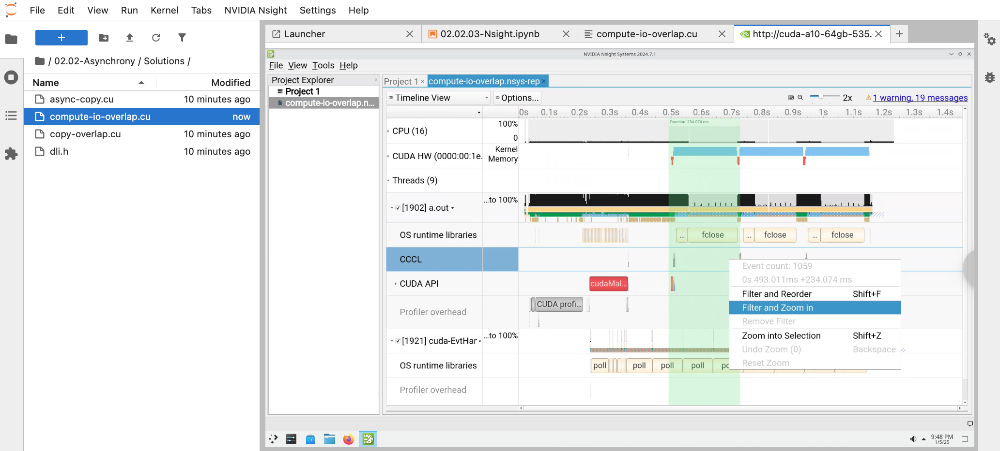 File Edit View Run Kernel Tabs NVIDIA Nsight Settings Help
+
/ 02.02-Asynchrony / Solutions /
Name Modified
async-copy.cu 10 minutes ago
compute-io-overlap.cu now
copy-overlap.cu 10 minutes ago
dli.h 10 minutes ago
Launcher
02.02.03-Nsight.ipynb
compute-io-overlap.cu
http://cuda-a10-64gb-535.
NVIDIA Nsight Systems 2024.7.1
File View Tools Help
Project Explorer
Project 1
compute-io-overlap.n...
Project 1
compute-io-overlap.nsys-rep
Timeline View
Options...
2x
1 warning, 19 messages
0s 0.1s 0.2s 0.3s 0.4s 0.5s 0.6s 0.7s 0.8s 0.9s 1s 1.1s 1.2s 1.3s 1.4s
Duration: 234.074 ms
CPU (16)
100%
0
CUDA HW (0000:00:1e.
Kernel
Memory
Threads (9)
[1902] a.out
...to 100%
OS runtime libraries
... fclose ... fclose ... fclose
CCCL
CUDA API
cudaMal...
Profiler overhead
CUDA profi...
[1921] cuda-EvtHar
...to 100%
OS runtime libraries
poll poll poll poll po
Profiler overhead
Event count: 1059
0s 493.011ms +234.074 ms
Filter and Reorder Shift+F
Filter and Zoom in
Remove Filter
Zoom into Selection Shift+Z
Undo Zoom (0) Backspace
Reset Zoom
9:48 PM
1/5/25